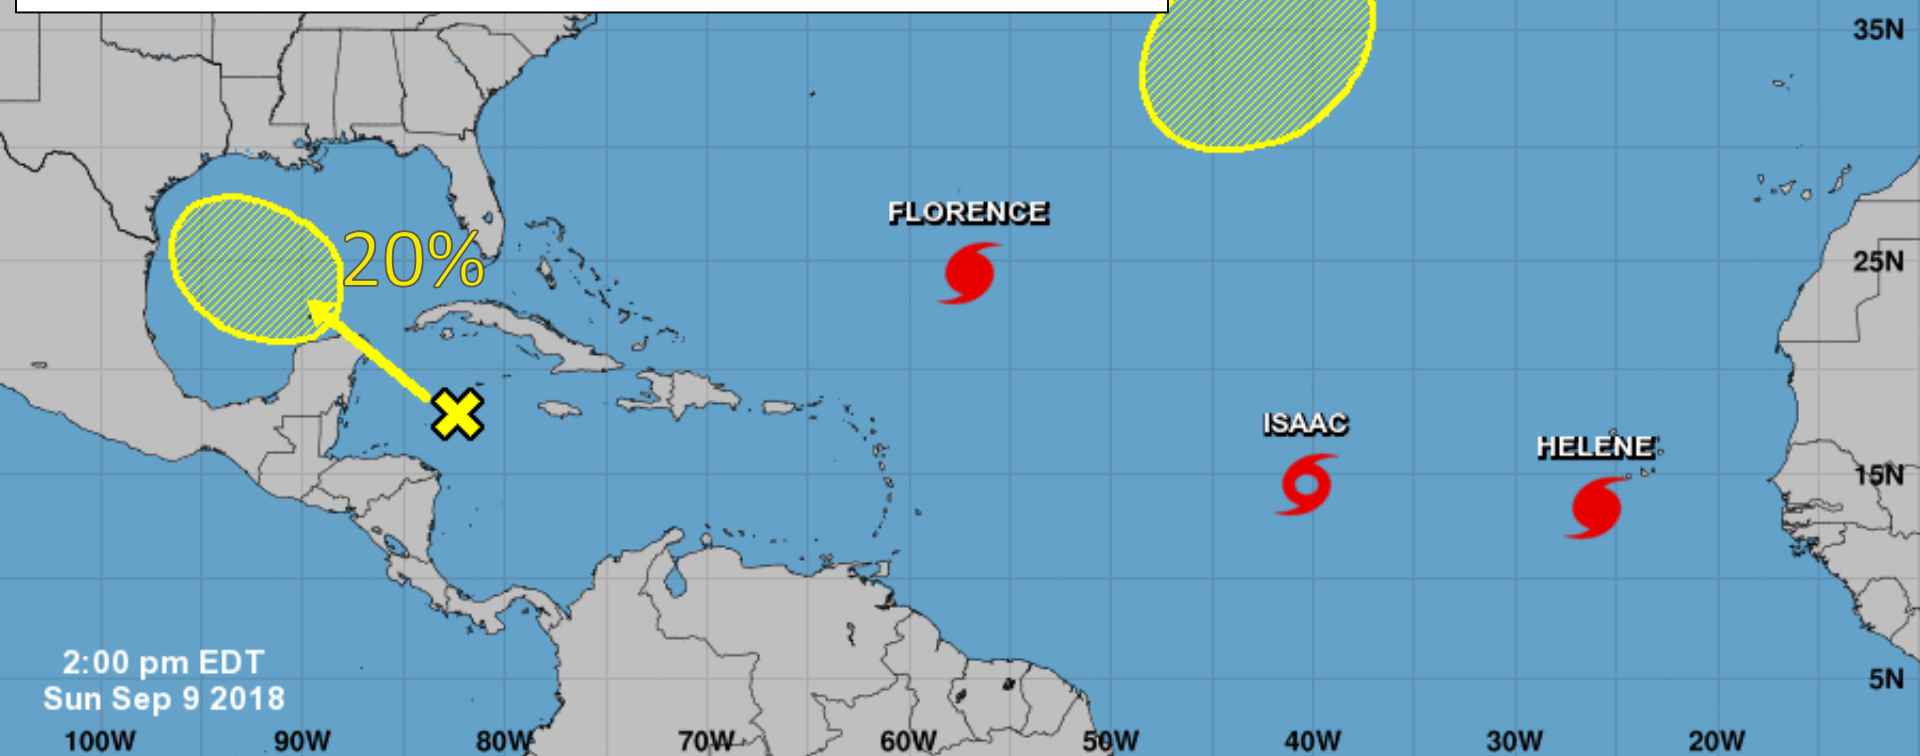 35N
FLORENCE
20%
25N
ISAAC
HELENE
15N
2:00 pm EDT
Sun Sep 9 2018
5N
100W 90W 80W 70W 60W 50W 40W 30W 20W